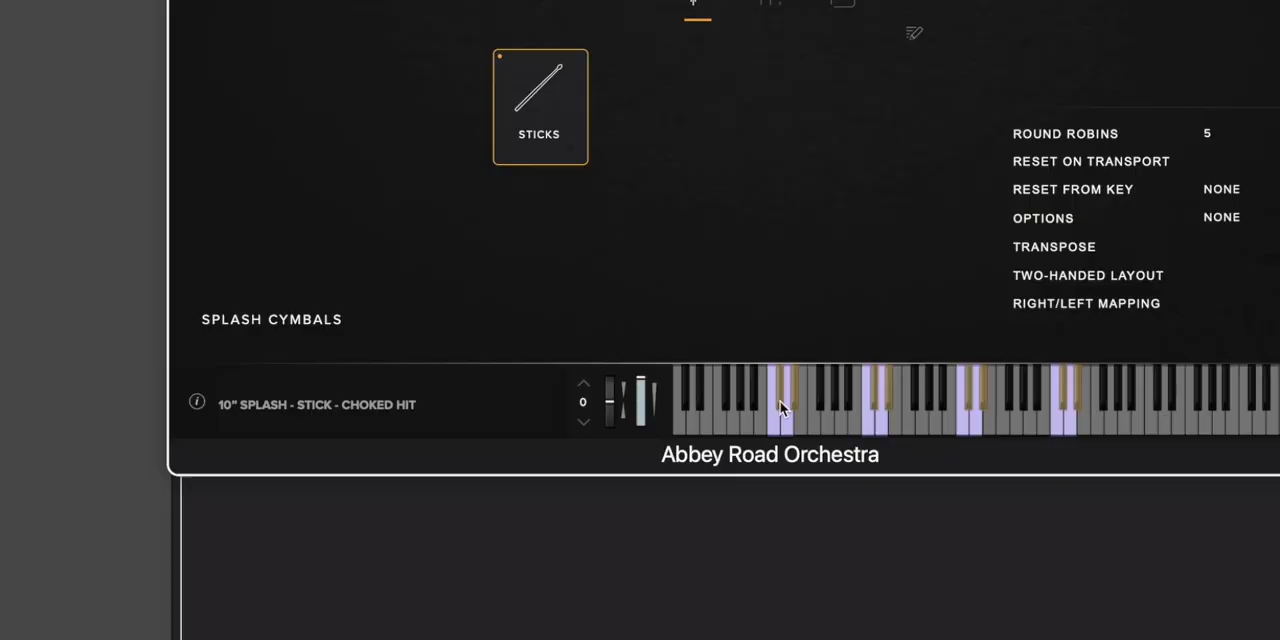 STICKS
ROUND ROBINS 5
RESET ON TRANSPORT
RESET FROM KEY NONE
OPTIONS NONE
TRANSPOSE
TWO-HANDED LAYOUT
RIGHT/LEFT MAPPING
SPLASH CYMBALS
10" SPLASH - STICK - CHOKED HIT
0
Abbey Road Orchestra